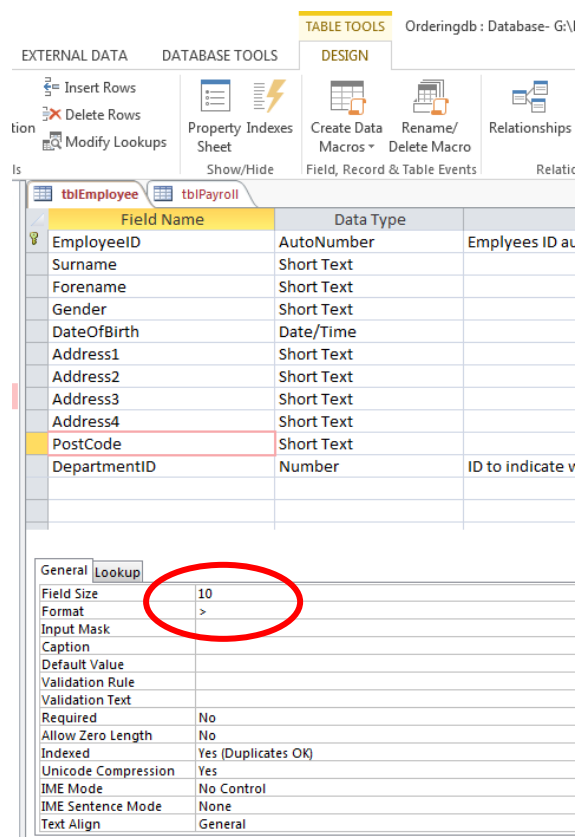 TABLE TOOLS Orderingdb : Database- G:\
EXTERNAL DATA DATABASE TOOLS DESIGN
Insert Rows
Delete Rows
tion
Modify Lookups
Property Sheet
Indexes
Create Data Macros
Rename/ Delete Macro
Relationships
ls Show/Hide Field, Record & Table Events Relatio
tblEmployee tblPayroll
Field Name Data Type
EmployeeID AutoNumber Emplyees ID au
Surname Short Text
Forename Short Text
Gender Short Text
DateOfBirth Date/Time
Address1 Short Text
Address2 Short Text
Address3 Short Text
Address4 Short Text
PostCode Short Text
DepartmentID Number ID to indicate w
General Lookup
Field Size 10
Format >
Input Mask
Caption
Default Value
Validation Rule
Validation Text
Required No
Allow Zero Length No
Indexed Yes (Duplicates OK)
Unicode Compression Yes
IME Mode No Control
IME Sentence Mode None
Text Align General